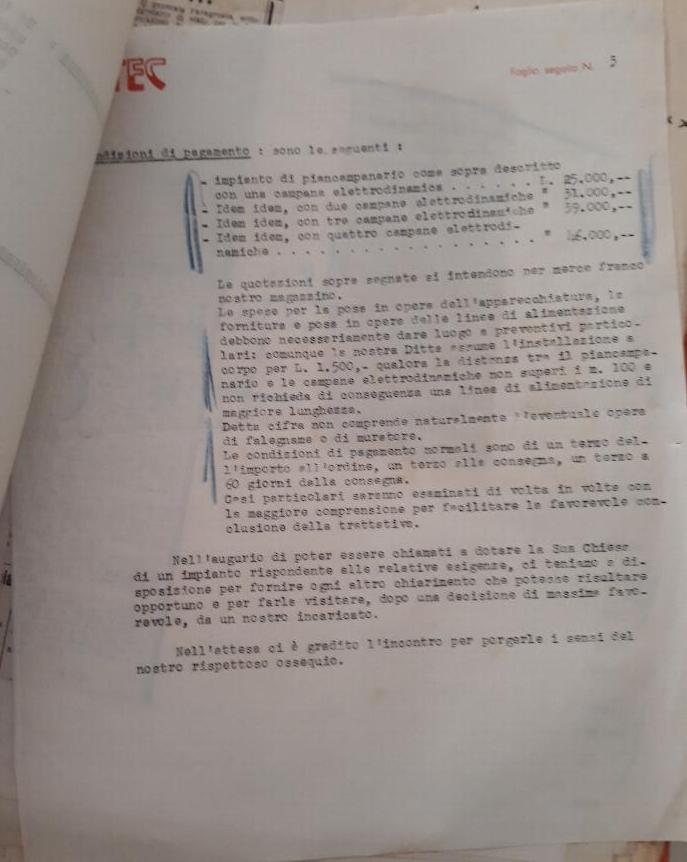 TEC
Foglio seguito N. 3
ndizioni di pagamento : sono le seguenti :
- impianto di piancampanario come sopra descritto
con una campana elettrodinamica . . . . . . L. 25.000,--
- Idem idem, con due campane elettrodinamiche " 31.000,--
- Idem idem, con tre campane elettrodinamiche " 39.000,--
- Idem idem, con quattro campane elettrodi-
namiche . . . . . . . . . . . . . . . . . . " 46.000,--
Le quotazioni sopra segnate si intendono per merce franco
nostro magazzino.
Le spese per la posa in opera dell'apparecchiatura, la
fornitura e posa in opera delle linee di alimentazione
debbono necessariamente dare luogo a preventivi partico-
lari: comunque la nostra Ditta assume l'installazione a
corpo per L. 1.500,- qualora la distanza tra il piancampa-
nario e le campane elettrodinamiche non superi i m. 100 e
non richieda di conseguenza una linea di alimentazione di
maggiore lunghezza.
Detta cifra non comprende naturalmente l'eventuale opera
di falegname o di muratore.
Le condizioni di pagamento normali sono di un terzo del-
l'importo all'ordine, un terzo alla consegna, un terzo a
60 giorni dalla consegna.
Casi particolari saranno esaminati di volta in volta con
la maggiore comprensione per facilitare la favorevole con-
clusione della trattativa.
Nell'augurio di poter essere chiamati a dotare la Sua Chiesa
di un impianto rispondente alle relative esigenze, ci teniamo a di-
sposizione per fornire ogni altro chiarimento che potesse risultare
opportuno e per farla visitare, dopo una decisione di massima favo-
revole, da un nostro incaricato.
Nell'attesa ci è gradito l'incontro per porgerle i sensi del
nostro rispettoso ossequio.